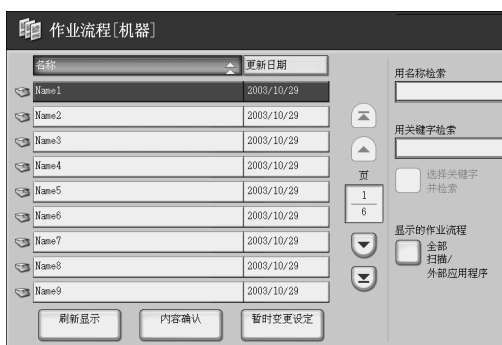 作业流程[机器]
名称 更新日期
Name1 2003/10/29
Name2 2003/10/29
Name3 2003/10/29
Name4 2003/10/29
Name5 2003/10/29
Name6 2003/10/29
Name7 2003/10/29
Name8 2003/10/29
Name9 2003/10/29
页
1
6
用名称检索
用关键字检索
选择关键字
并检索
显示的作业流程
全部
扫描/
外部应用程序
刷新显示 内容确认 暂时变更设定